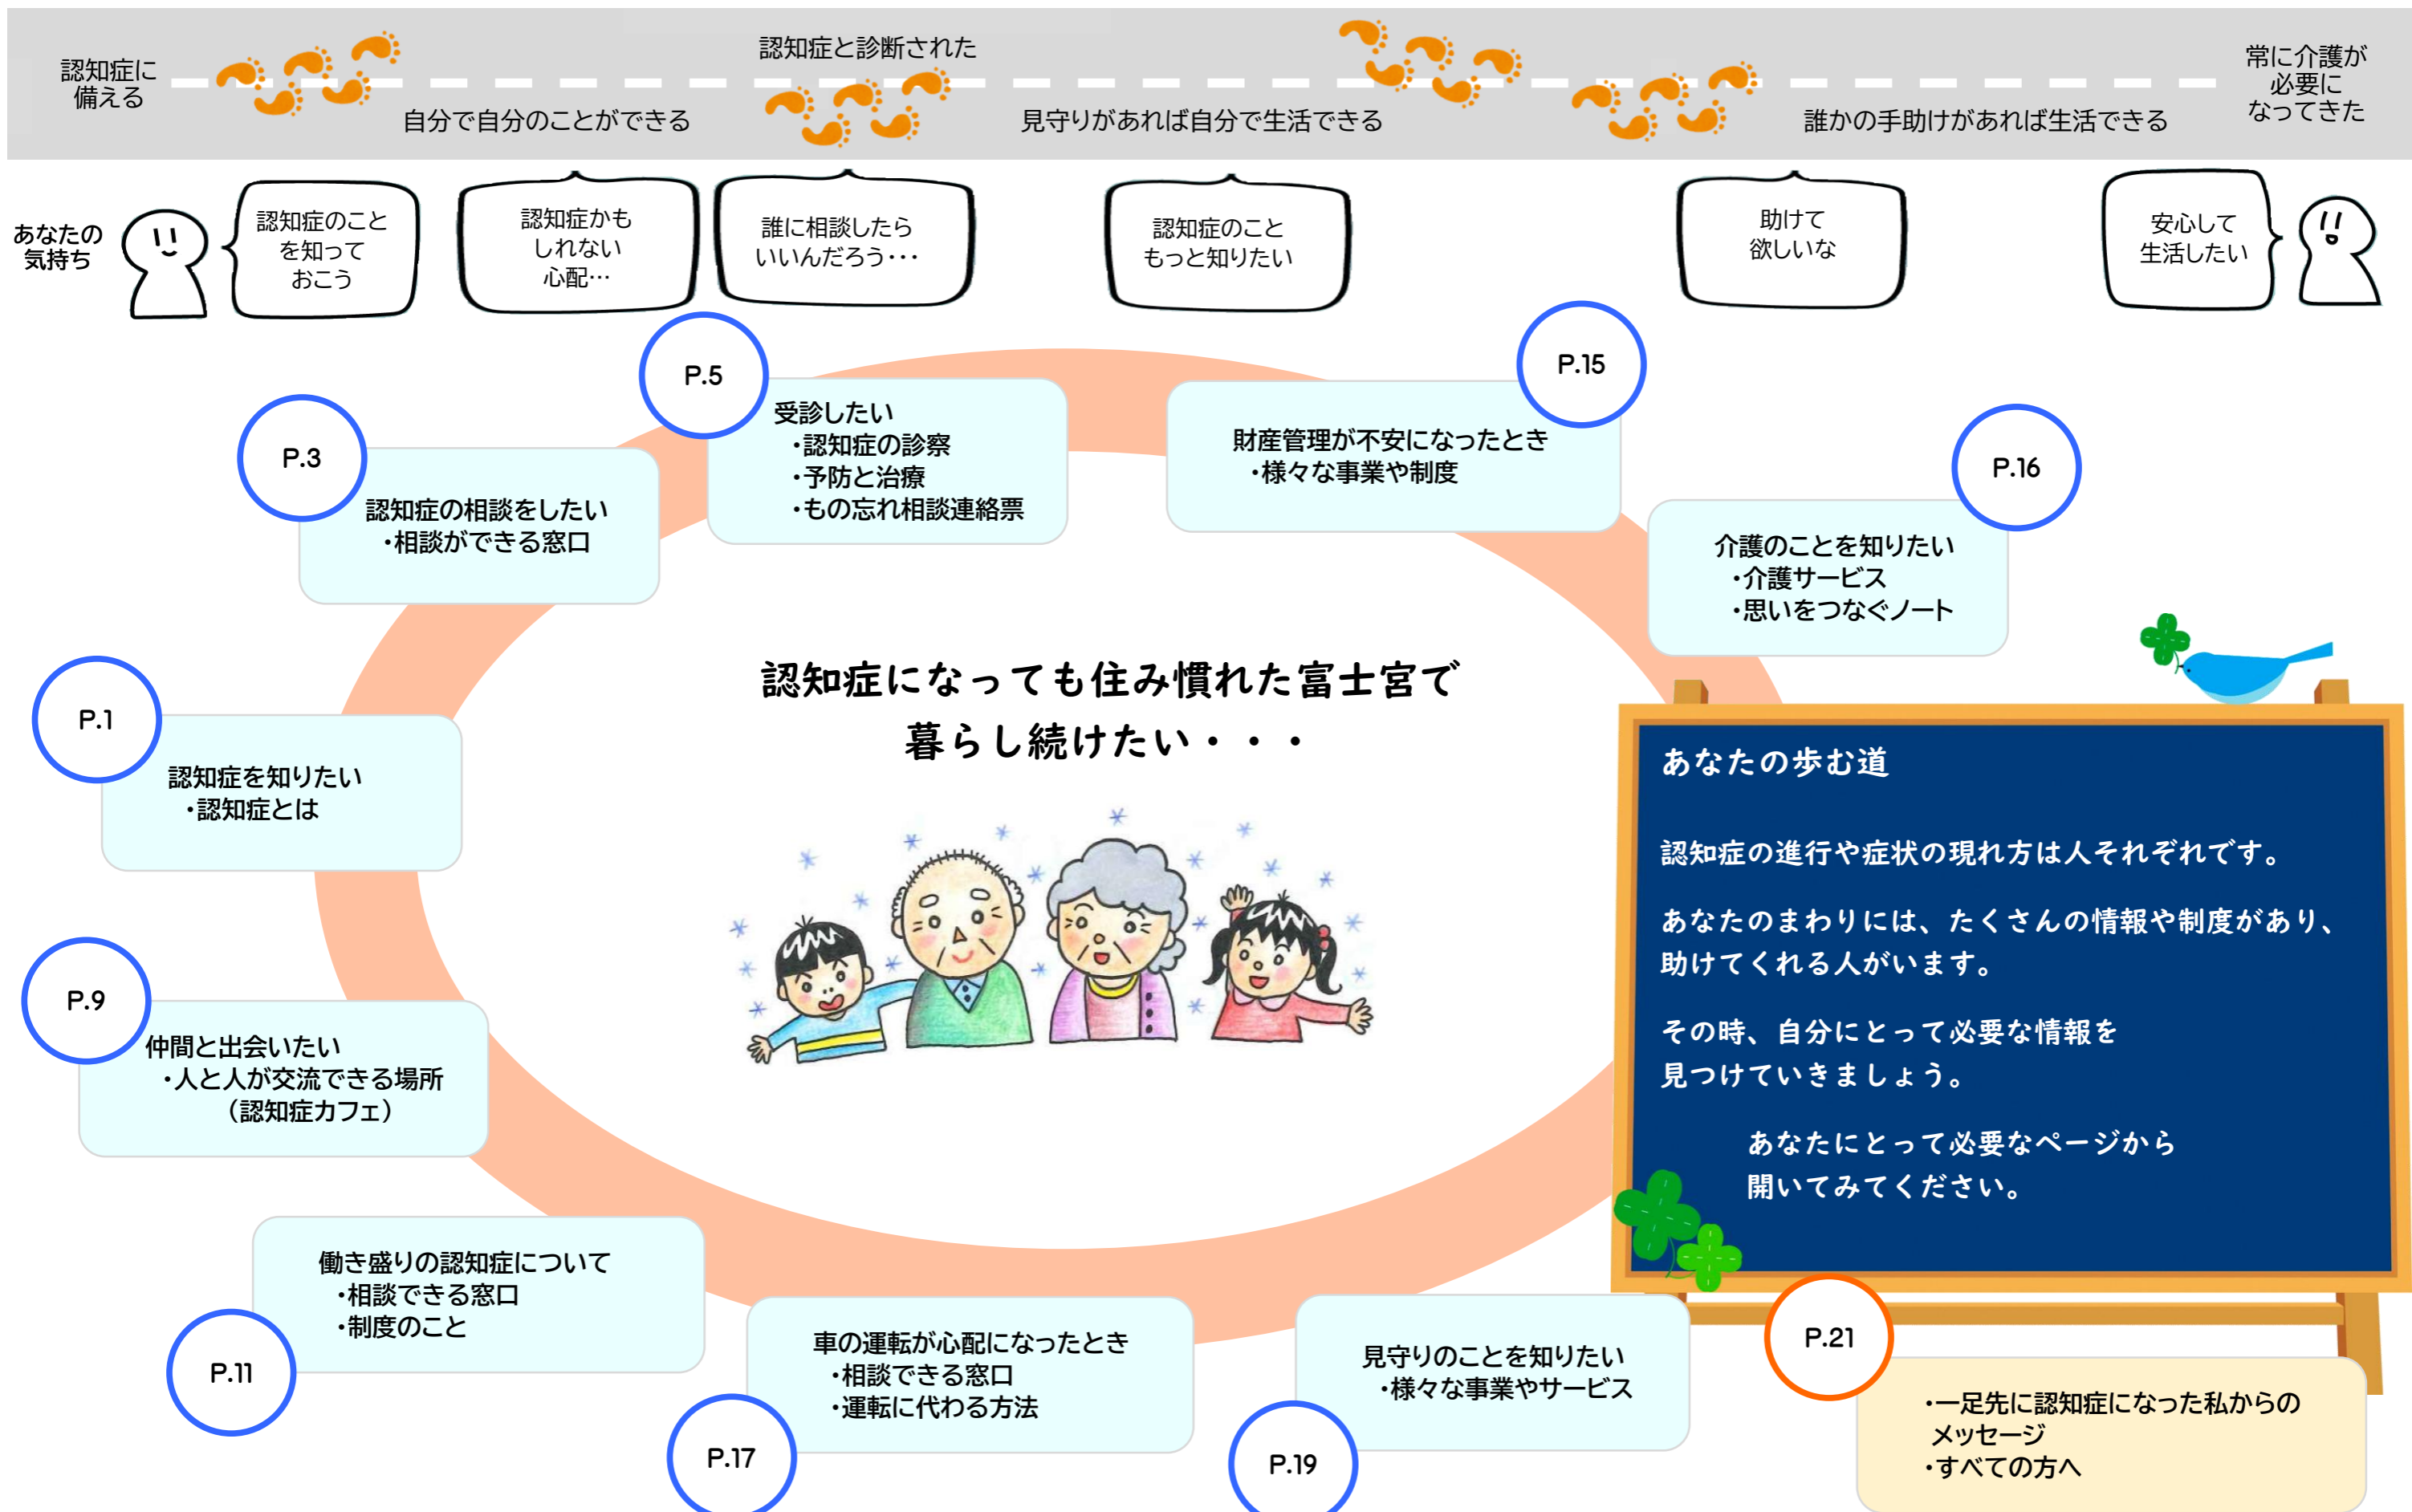 認知症に
備える
自分で自分のことができる
認知症と診断された
見守りがあれば自分で生活できる
誰かの手助けがあれば生活できる
常に介護が
必要に
なってきた
あなたの
気持ち
認知症のこと
を知って
おこう
認知症かも
しれない
心配…
誰に相談したら
いいんだろう・・・
認知症のこと
もっと知りたい
助けて
欲しいな
安心して
生活したい
P.5
受診したい
・認知症の診察
・予防と治療
・もの忘れ相談連絡票
P.15
財産管理が不安になったとき
・様々な事業や制度
P.3
認知症の相談をしたい
・相談ができる窓口
P.16
介護のことを知りたい
・介護サービス
・思いをつなぐノート
認知症になっても住み慣れた富士宮で
暮らし続けたい・・・
P.1
認知症を知りたい
・認知症とは
あなたの歩む道
認知症の進行や症状の現れ方は人それぞれです。
あなたのまわりには、たくさんの情報や制度があり、
助けてくれる人がいます。
その時、自分にとって必要な情報を
見つけていきましょう。
あなたにとって必要なページから
開いてみてください。
P.9
仲間と出会いたい
・人と人が交流できる場所
（認知症カフェ）
働き盛りの認知症について
・相談できる窓口
・制度のこと
P.11
車の運転が心配になったとき
・相談できる窓口
・運転に代わる方法
P.17
見守りのことを知りたい
・様々な事業やサービス
P.19
P.21
・一足先に認知症になった私からの
メッセージ
・すべての方へ